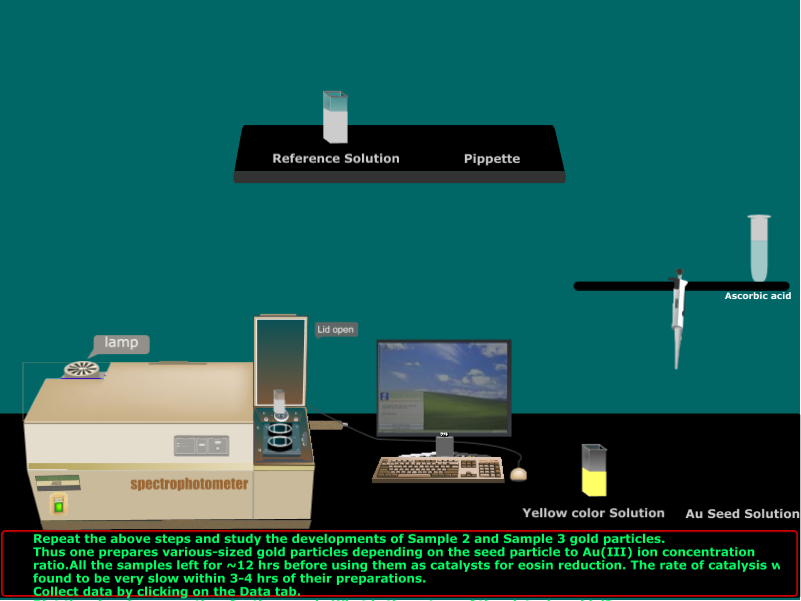 Reference Solution
Pippette
Ascorbic acid
Lid open
lamp
spectrophotometer
Yellow color Solution
Au Seed Solution
Repeat the above steps and study the developments of Sample 2 and Sample 3 gold particles.
Thus one prepares various-sized gold particles depending on the seed particle to Au(III) ion concentration
ratio.All the samples left for ~12 hrs before using them as catalysts for eosin reduction. The rate of catalysis
found to be very slow within 3-4 hrs of their preparations.
Collect data by clicking on the Data tab.